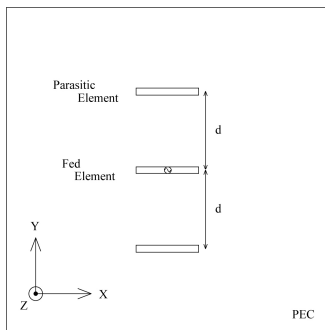 Parasitic
Element
d
Fed
Element
d
Y
Z
X
PEC